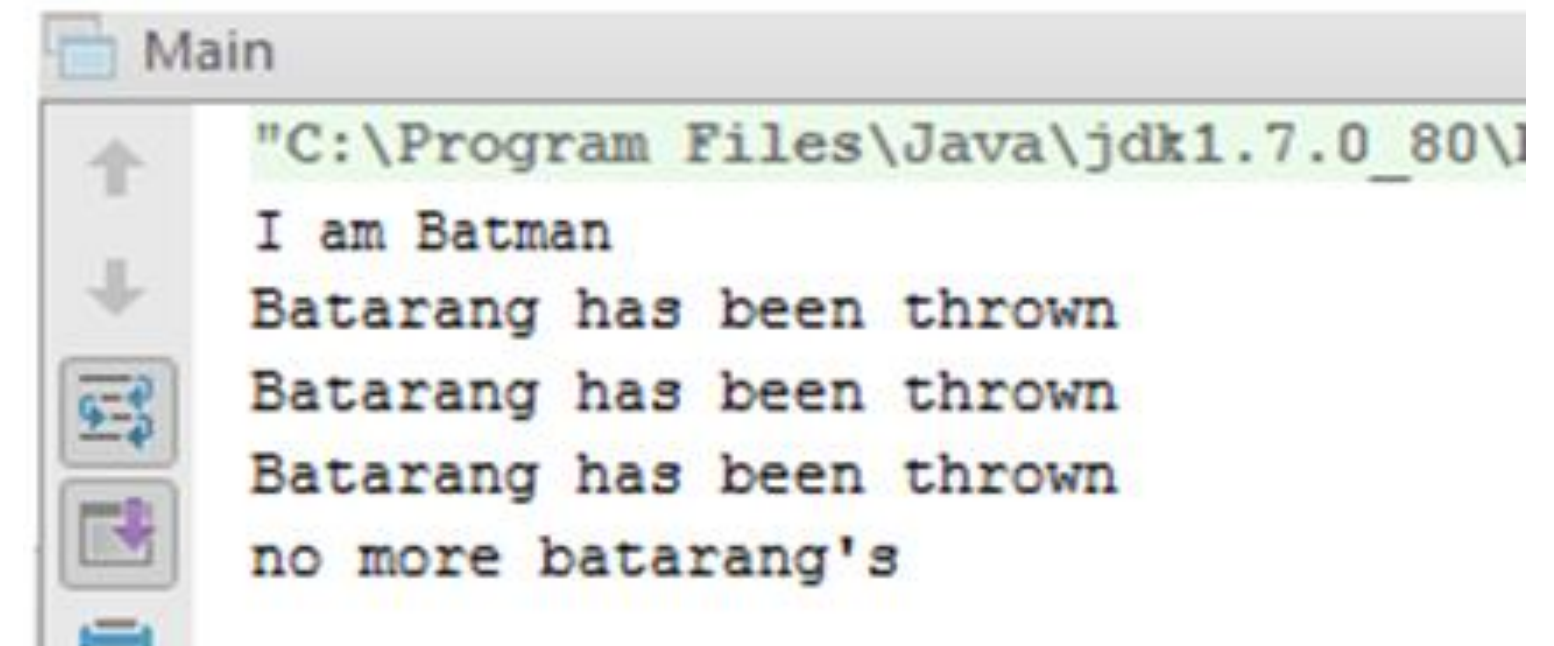 Main
"C:\Program Files\Java\jdk1.7.0_80\
I am Batman
Batarang has been thrown
Batarang has been thrown
Batarang has been thrown
no more batarang's